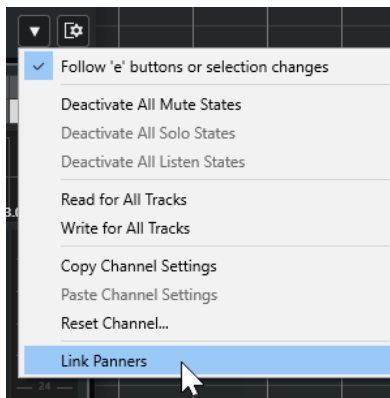 Follow 'e' buttons or selection changes
Deactivate All Mute States
Deactivate All Solo States
Deactivate All Listen States
Read for All Tracks
Write for All Tracks
Copy Channel Settings
Paste Channel Settings
Reset Channel...
Link Panners
24